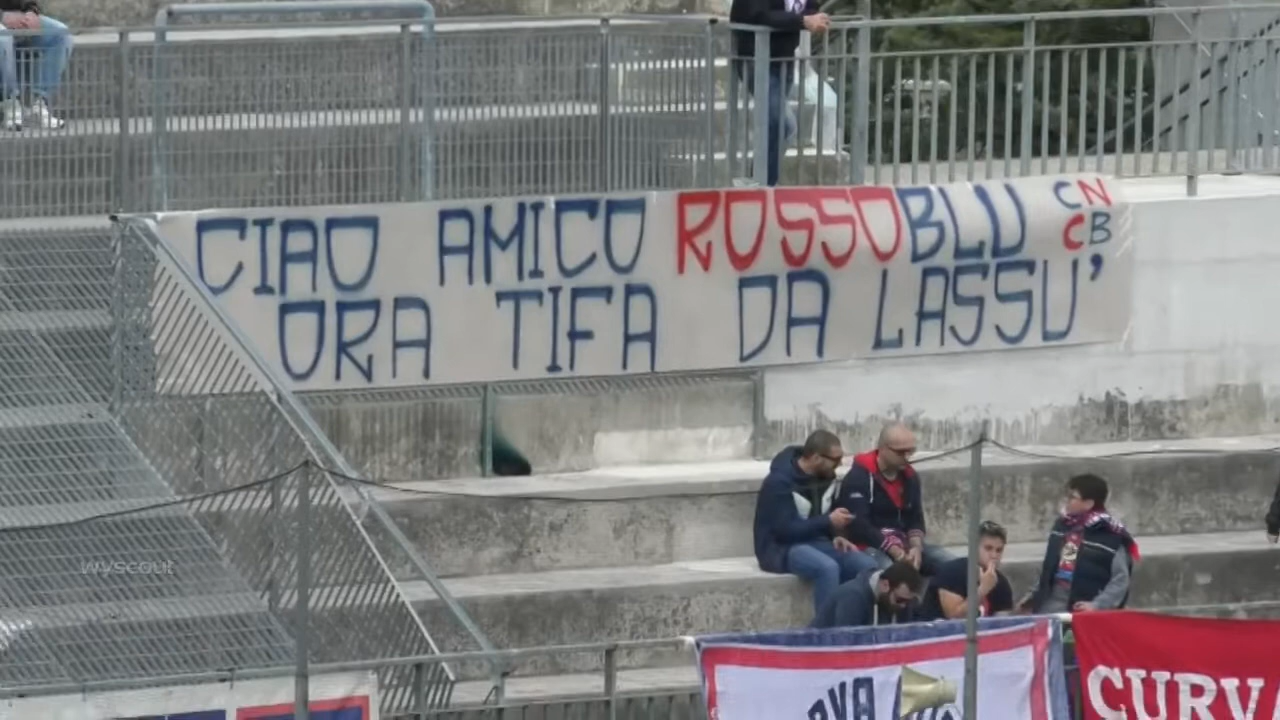 CIAO AMICO ROSSOBLU CN
CB
ORA TIFA DA LASSU'
WYSCOUT
CURVA